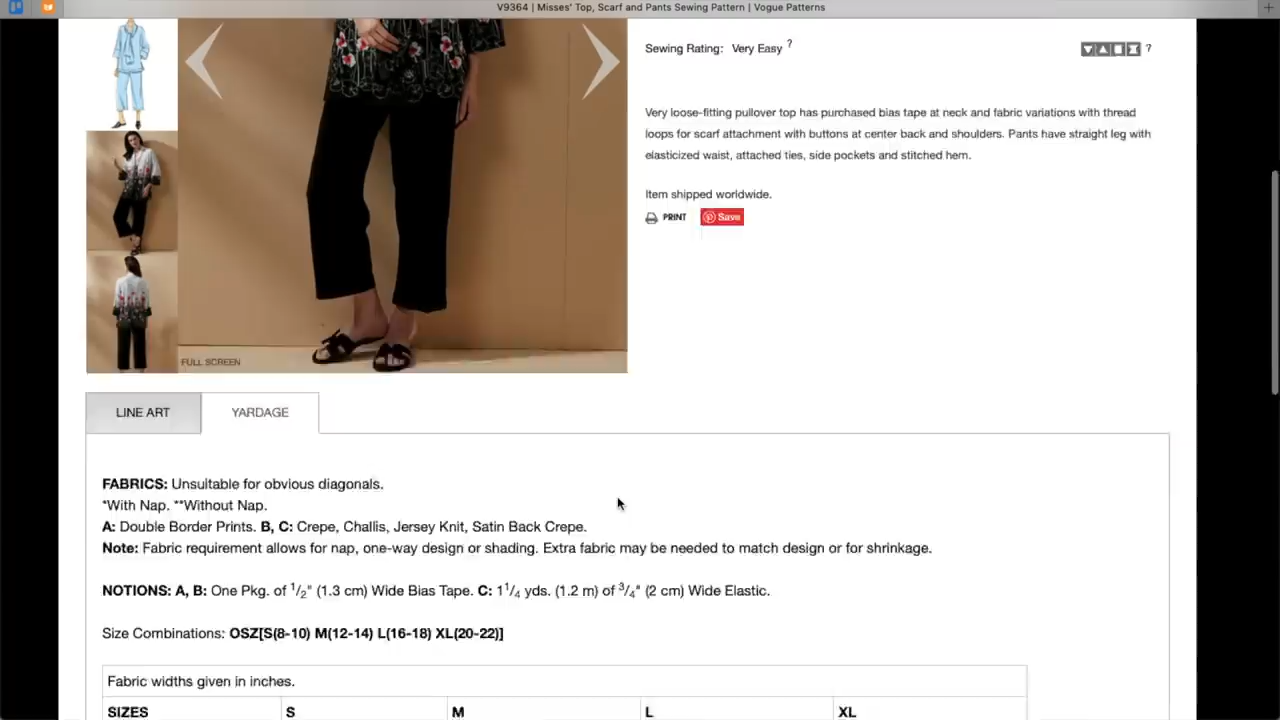 V9364 | Misses' Top, Scarf and Pants Sewing Pattern | Vogue Patterns
Sewing Rating: Very Easy ?
?
Very loose-fitting pullover top has purchased bias tape at neck and fabric variations with thread
loops for scarf attachment with buttons at center back and shoulders. Pants have straight leg with
elasticized waist, attached ties, side pockets and stitched hem.
Item shipped worldwide.
PRINT Save
FULL SCREEN
LINE ART YARDAGE
FABRICS: Unsuitable for obvious diagonals.
*With Nap. **Without Nap.
A: Double Border Prints. B, C: Crepe, Challis, Jersey Knit, Satin Back Crepe.
Note: Fabric requirement allows for nap, one-way design or shading. Extra fabric may be needed to match design or for shrinkage.
NOTIONS: A, B: One Pkg. of 1/2" (1.3 cm) Wide Bias Tape. C: 1 1/4 yds. (1.2 m) of 3/4" (2 cm) Wide Elastic.
Size Combinations: OSZ[S(8-10) M(12-14) L(16-18) XL(20-22)]
Fabric widths given in inches.
SIZES S M L XL